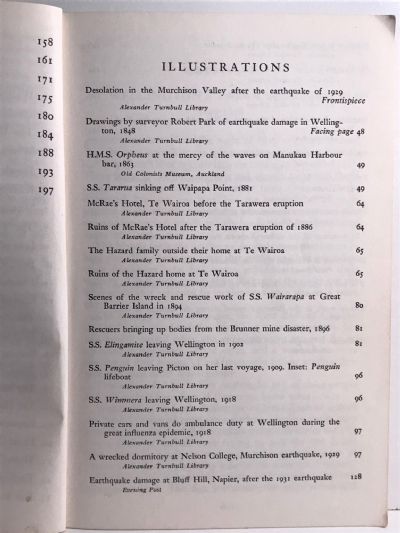 158
161
171
175
180
184
188
193
197
ILLUSTRATIONS
Desolation in the Murchison Valley after the earthquake of 1929
Frontispiece
Alexander Turnbull Library
Drawings by surveyor Robert Park of earthquake damage in Welling-
ton, 1848 Facing page 48
Alexander Turnbull Library
H.M.S. Orpheus at the mercy of the waves on Manukau Harbour
bar, 1863 49
Old Colonists Museum, Auckland
S.S. Tararua sinking off Waipapa Point, 1881 49
McRae's Hotel, Te Wairoa before the Tarawera eruption 64
Alexander Turnbull Library
Ruins of McRae's Hotel after the Tarawera eruption of 1886 64
Alexander Turnbull Library
The Hazard family outside their home at Te Wairoa 65
Alexander Turnbull Library
Ruins of the Hazard home at Te Wairoa 65
Alexander Turnbull Library
Scenes of the wreck and rescue work of S.S. Wairarapa at Great
Barrier Island in 1894 80
Alexander Turnbull Library
Rescuers bringing up bodies from the Brunner mine disaster, 1896 81
S.S. Elingamite leaving Wellington in 1902 81
Alexander Turnbull Library
S.S. Penguin leaving Picton on her last voyage, 1909. Inset: Penguin
lifeboat 96
Alexander Turnbull Library
S.S. Wimmera leaving Wellington, 1918 96
Alexander Turnbull Library
Private cars and vans do ambulance duty at Wellington during the
great influenza epidemic, 1918 97
Alexander Turnbull Library
A wrecked dormitory at Nelson College, Murchison earthquake, 1929 97
Alexander Turnbull Library
Earthquake damage at Bluff Hill, Napier, after the 1931 earthquake 128
Evening Post